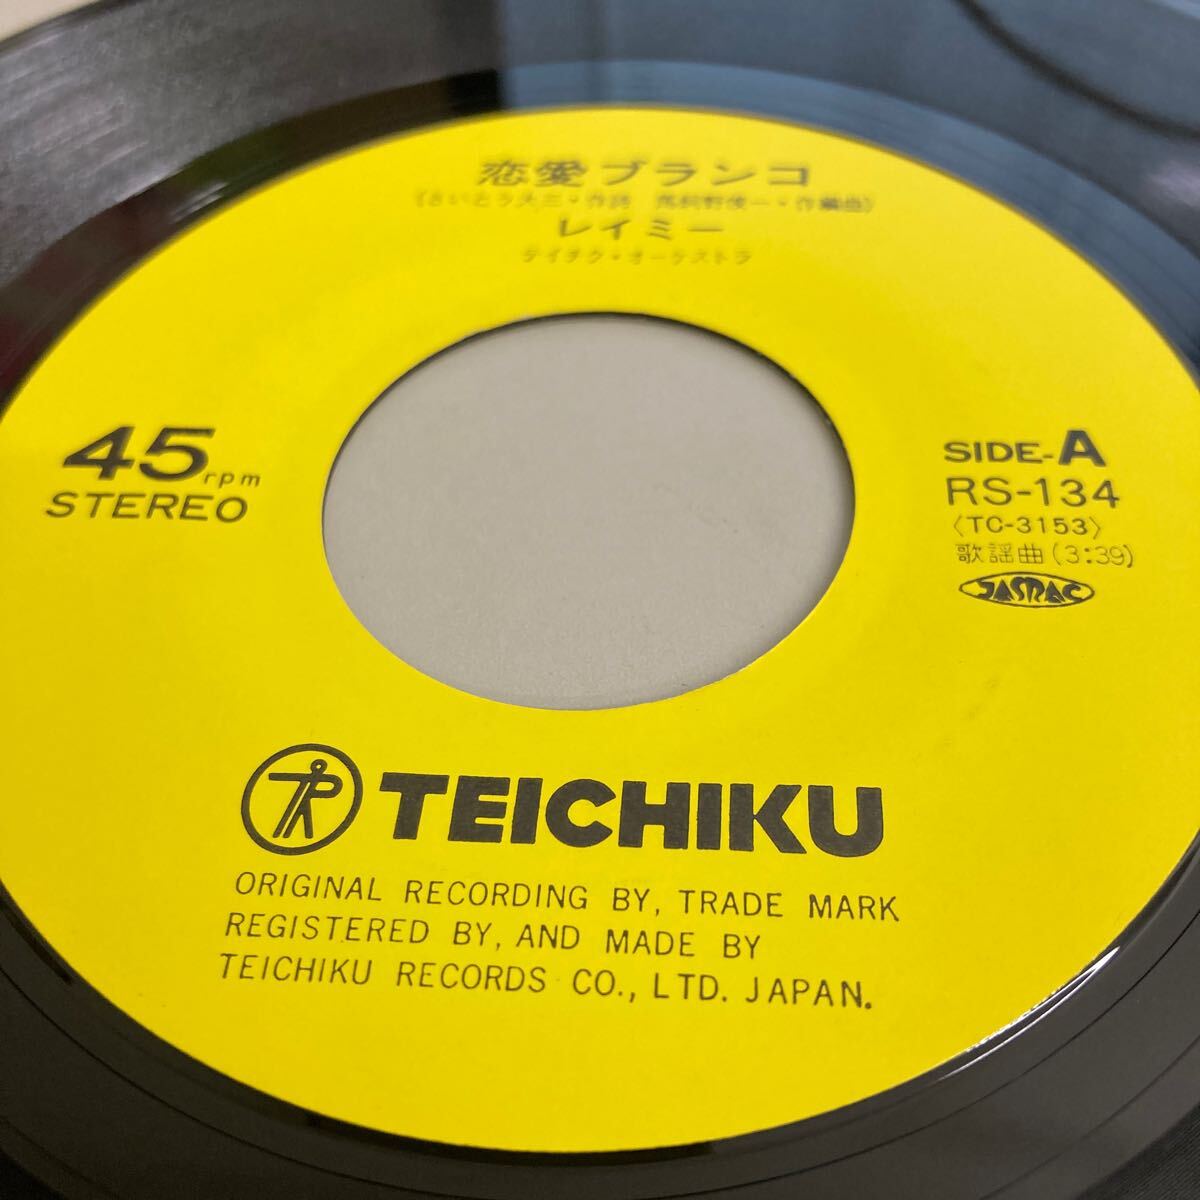 恋愛ブランコ
(さいとう大三・作詩 馬飼野俊一・作編曲)
レイミー
テイチク・オーケストラ
45rpm
STEREO
SIDE-A
RS-134
〈TC-3153〉
歌謡曲(3:39)
JASRAC
TEICHIKU
ORIGINAL RECORDING BY, TRADE MARK
REGISTERED BY, AND MADE BY
TEICHIKU RECORDS CO., LTD. JAPAN.